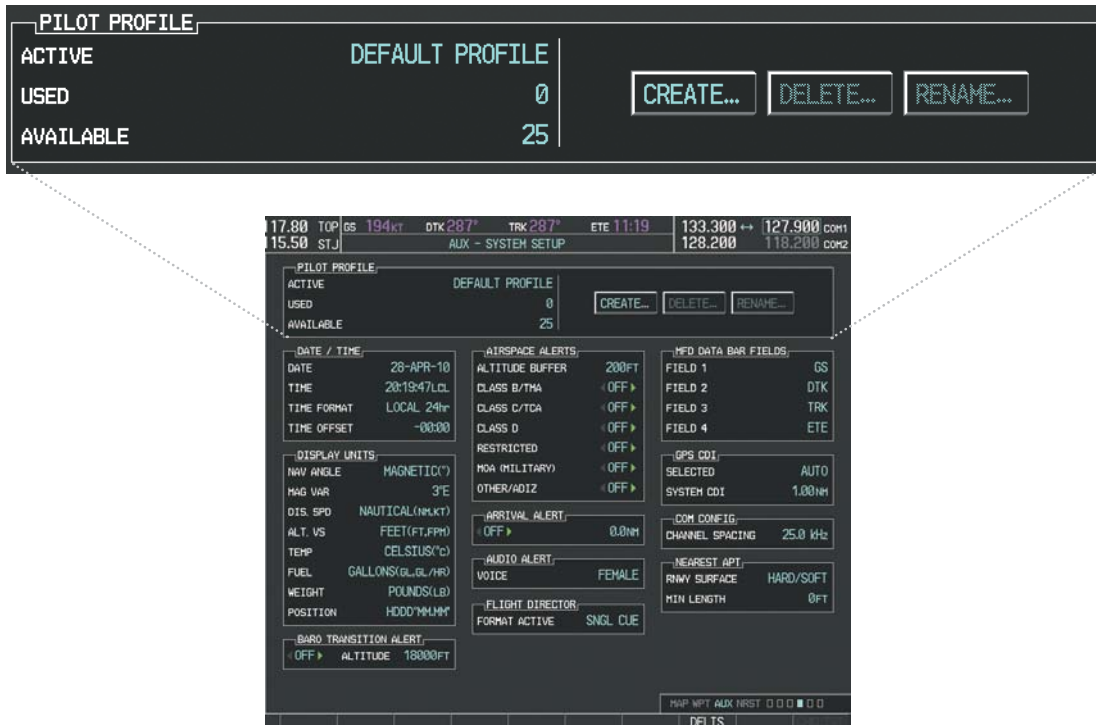 PILOT PROFILE
ACTIVE DEFAULT PROFILE
USED 0
AVAILABLE 25
CREATE… DELETE… RENAME…
117.80 TOP GS 194KT DTK 287° TRK 287° ETE 11:19 133.300 ↔ 127.900 COM1
115.50 STJ AUX – SYSTEM SETUP 128.200 118.200 COM2
PILOT PROFILE
ACTIVE DEFAULT PROFILE
USED 0
AVAILABLE 25
CREATE… DELETE… RENAME…
DATE / TIME
DATE 28-APR-10
TIME 20:19:47LCL
TIME FORMAT LOCAL 24hr
TIME OFFSET -00:00
DISPLAY UNITS
NAV ANGLE MAGNETIC(°)
MAG VAR 3°E
DIS, SPD NAUTICAL(NM,KT)
ALT, VS FEET(FT,FPM)
TEMP CELSIUS(°C)
FUEL GALLONS(GL,GL/HR)
WEIGHT POUNDS(LB)
POSITION HDDD°MM.MM'
BARO TRANSITION ALERT
OFF ALTITUDE 18000FT
AIRSPACE ALERTS
ALTITUDE BUFFER 200FT
CLASS B/TMA OFF
CLASS C/TCA OFF
CLASS D OFF
RESTRICTED OFF
MOA (MILITARY) OFF
OTHER/ADIZ OFF
ARRIVAL ALERT
OFF 0.0NM
AUDIO ALERT
VOICE FEMALE
FLIGHT DIRECTOR
FORMAT ACTIVE SNGL CUE
MFD DATA BAR FIELDS
FIELD 1 GS
FIELD 2 DTK
FIELD 3 TRK
FIELD 4 ETE
GPS CDI
SELECTED AUTO
SYSTEM CDI 1.00NM
COM CONFIG
CHANNEL SPACING 25.0 kHz
NEAREST APT
RNWY SURFACE HARD/SOFT
MIN LENGTH 0FT
MAP WPT AUX NRST
DFLTS